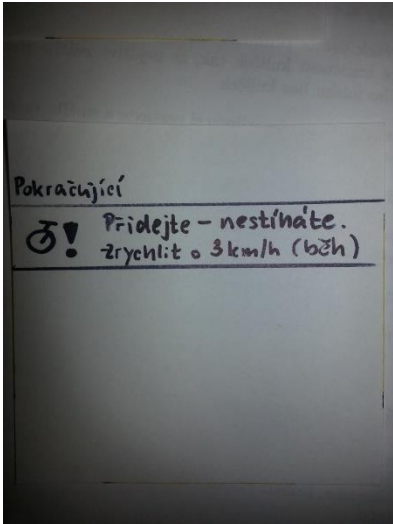 Pokračující
! Přidejte – nestíháte.
Zrychlit o 3 km/h (běh)